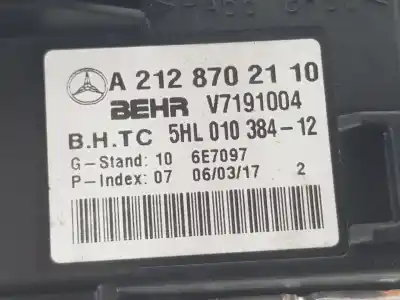 A 212 870 21 10
BEHR V7191004
B.H.TC 5HL 010 384-12
G-Stand: 10 6E7097
P-Index: 07 06/03/17 2